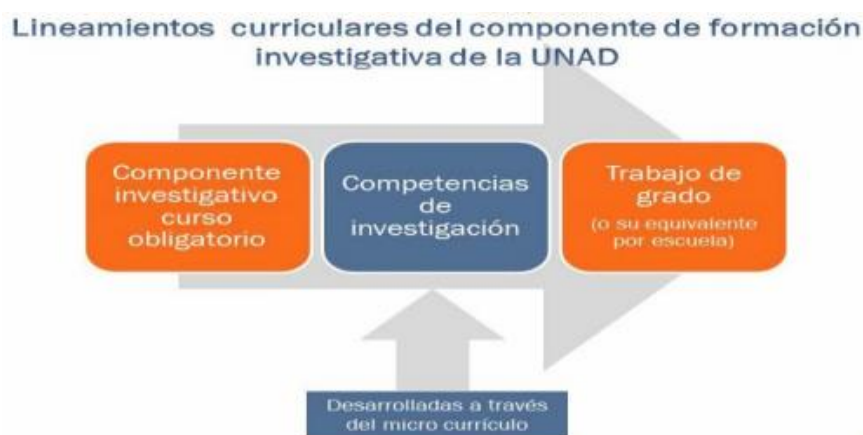 Lineamientos curriculares del componente de formación
investigativa de la UNAD
Componente
investigativo
curso
obligatorio
Competencias
de
investigación
Trabajo de
grado
(o su equivalente
por escuela)
Desarrolladas a través
del micro currículo